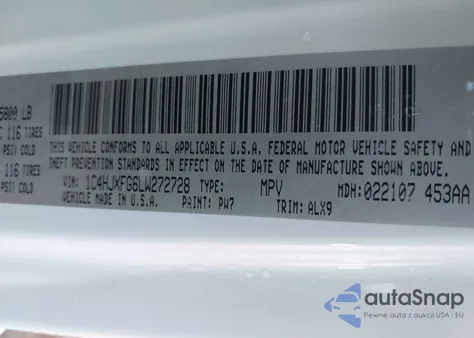 5800 LB
C 116 TIRES
PSI) COLD
116 TIRES
PSI) COLD
THIS VEHICLE CONFORMS TO ALL APPLICABLE U.S.A. FEDERAL MOTOR VEHICLE SAFETY AND
THEFT PREVENTION STANDARDS IN EFFECT ON THE DATE OF MANUFACTURE SHOWN ABOVE.
VIN: 1C4HJXFG6LW272728 TYPE: MPV MDH: 022107 453AA
VEHICLE MADE IN U.S.A. PAINT: PW7 TRIM: ALX9
autoSnap
Pewne auto z aukcji USA i EU